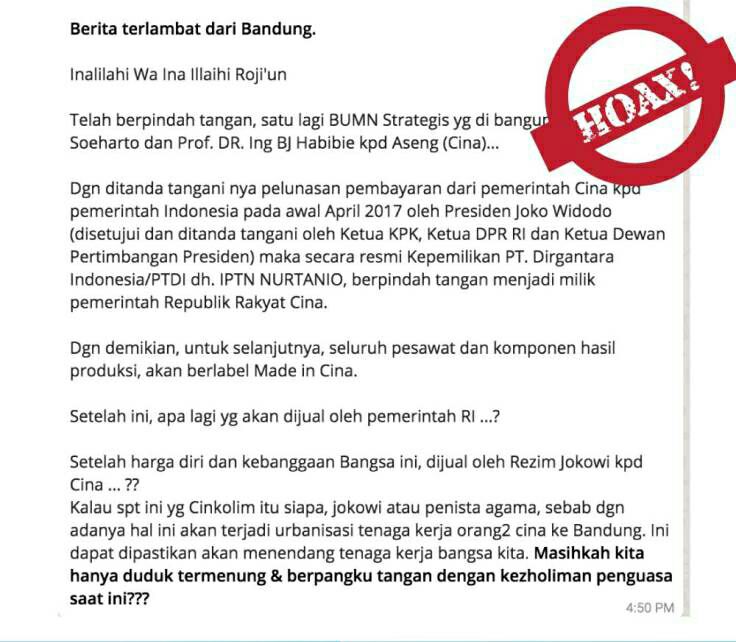 Berita terlambat dari Bandung.
Inalilahi Wa Ina Illaihi Roji'un
Telah berpindah tangan, satu lagi BUMN Strategis yg di bangun
Soeharto dan Prof. DR. Ing BJ Habibie kpd Aseng (Cina)...
Dgn ditanda tangani nya pelunasan pembayaran dari pemerintah Cina kpd
pemerintah Indonesia pada awal April 2017 oleh Presiden Joko Widodo
(disetujui dan ditanda tangani oleh Ketua KPK, Ketua DPR RI dan Ketua Dewan
Pertimbangan Presiden) maka secara resmi Kepemilikan PT. Dirgantara
Indonesia/PTDI dh. IPTN NURTANIO, berpindah tangan menjadi milik
pemerintah Republik Rakyat Cina.
Dgn demikian, untuk selanjutnya, seluruh pesawat dan komponen hasil
produksi, akan berlabel Made in Cina.
Setelah ini, apa lagi yg akan dijual oleh pemerintah RI ...?
Setelah harga diri dan kebanggaan Bangsa ini, dijual oleh Rezim Jokowi kpd
Cina ... ??
Kalau spt ini yg Cinkolim itu siapa, jokowi atau penista agama, sebab dgn
adanya hal ini akan terjadi urbanisasi tenaga kerja orang2 cina ke Bandung. Ini
dapat dipastikan akan menendang tenaga kerja bangsa kita. Masihkah kita
hanya duduk termenung & berpangku tangan dengan kezholiman penguasa
saat ini???
4:50 PM
HOAX!